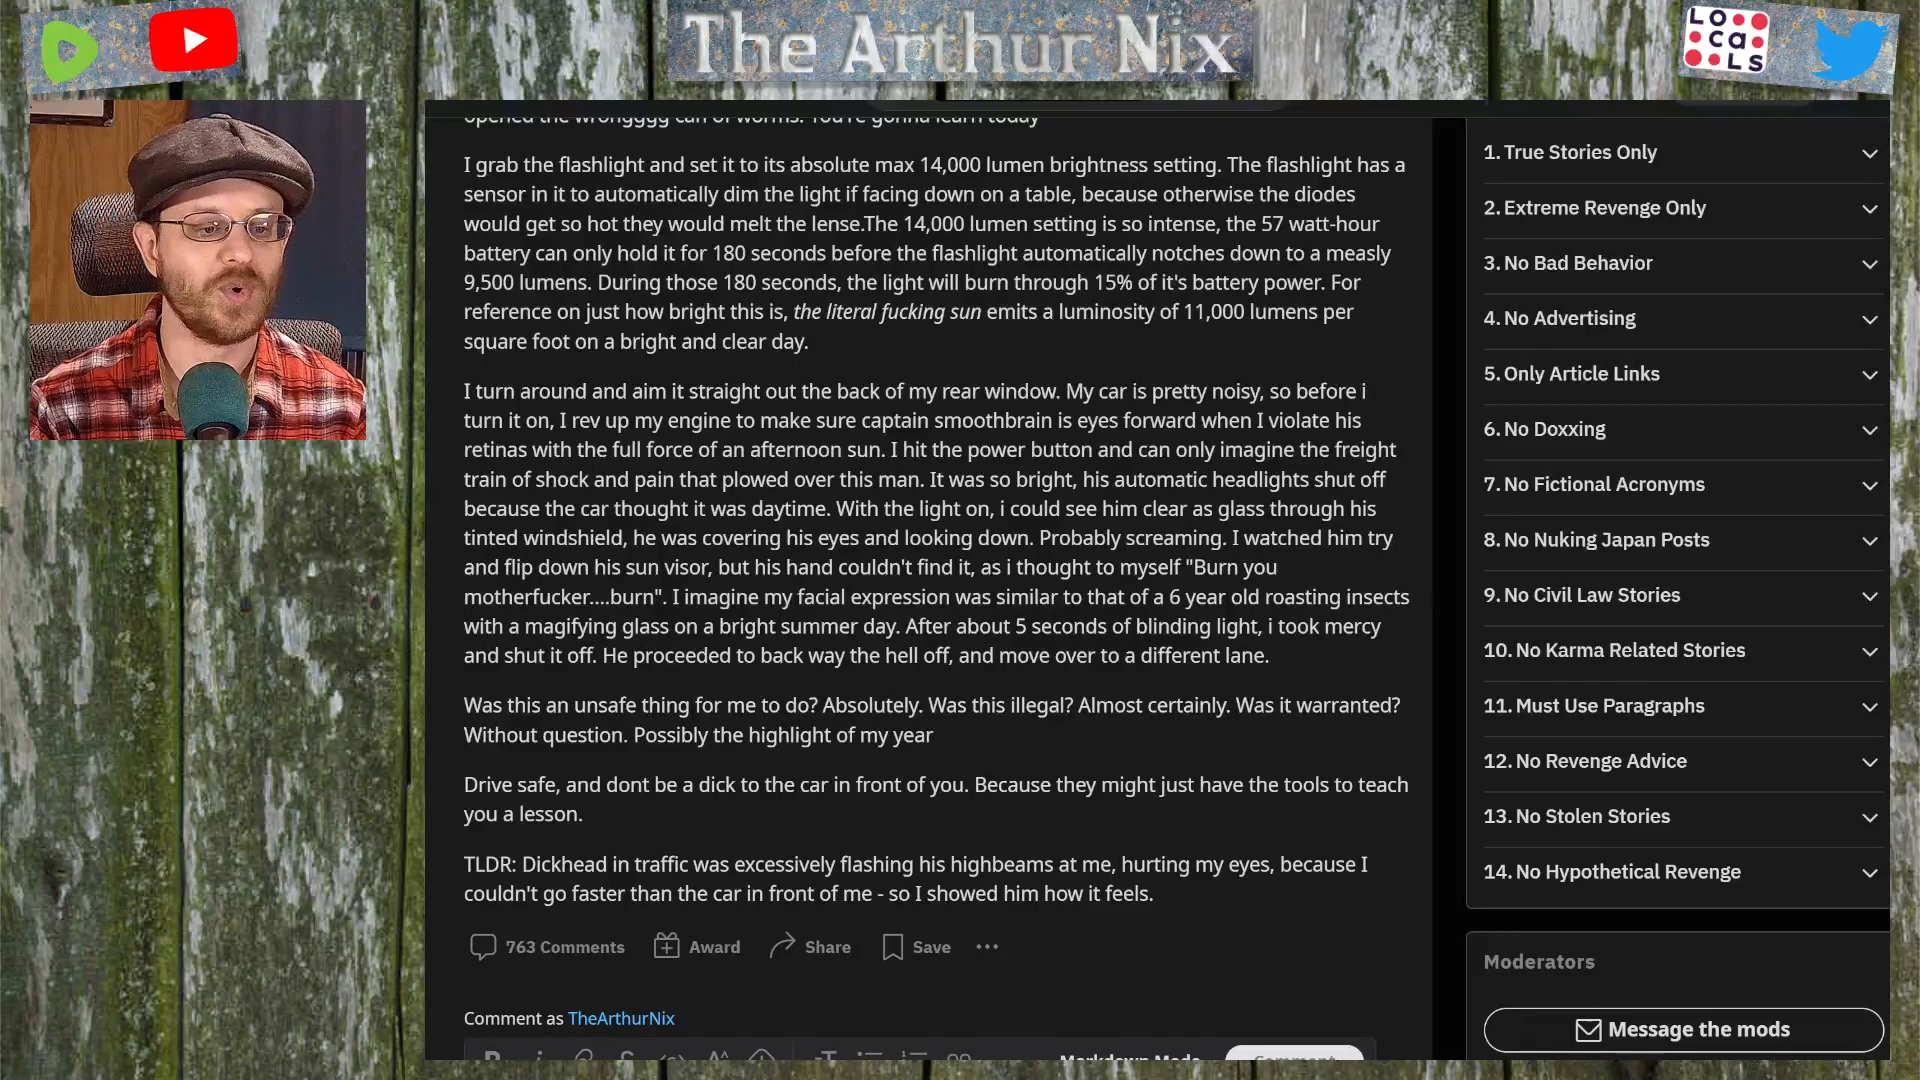 The Arthur Nix
LO
ca
LS
opened the wrongggg can of worms. You're gonna learn today
I grab the flashlight and set it to its absolute max 14,000 lumen brightness setting. The flashlight has a
sensor in it to automatically dim the light if facing down on a table, because otherwise the diodes
would get so hot they would melt the lense.The 14,000 lumen setting is so intense, the 57 watt-hour
battery can only hold it for 180 seconds before the flashlight automatically notches down to a measly
9,500 lumens. During those 180 seconds, the light will burn through 15% of it's battery power. For
reference on just how bright this is, the literal fucking sun emits a luminosity of 11,000 lumens per
square foot on a bright and clear day.
I turn around and aim it straight out the back of my rear window. My car is pretty noisy, so before i
turn it on, I rev up my engine to make sure captain smoothbrain is eyes forward when I violate his
retinas with the full force of an afternoon sun. I hit the power button and can only imagine the freight
train of shock and pain that plowed over this man. It was so bright, his automatic headlights shut off
because the car thought it was daytime. With the light on, i could see him clear as glass through his
tinted windshield, he was covering his eyes and looking down. Probably screaming. I watched him try
and flip down his sun visor, but his hand couldn't find it, as i thought to myself "Burn you
motherfucker....burn". I imagine my facial expression was similar to that of a 6 year old roasting insects
with a magifying glass on a bright summer day. After about 5 seconds of blinding light, i took mercy
and shut it off. He proceeded to back way the hell off, and move over to a different lane.
Was this an unsafe thing for me to do? Absolutely. Was this illegal? Almost certainly. Was it warranted?
Without question. Possibly the highlight of my year
Drive safe, and dont be a dick to the car in front of you. Because they might just have the tools to teach
you a lesson.
TLDR: Dickhead in traffic was excessively flashing his highbeams at me, hurting my eyes, because I
couldn't go faster than the car in front of me - so I showed him how it feels.
763 Comments Award Share Save
Comment as TheArthurNix
Markdown Mode Comment
1. True Stories Only
2. Extreme Revenge Only
3. No Bad Behavior
4. No Advertising
5. Only Article Links
6. No Doxxing
7. No Fictional Acronyms
8. No Nuking Japan Posts
9. No Civil Law Stories
10. No Karma Related Stories
11. Must Use Paragraphs
12. No Revenge Advice
13. No Stolen Stories
14. No Hypothetical Revenge
Moderators
Message the mods